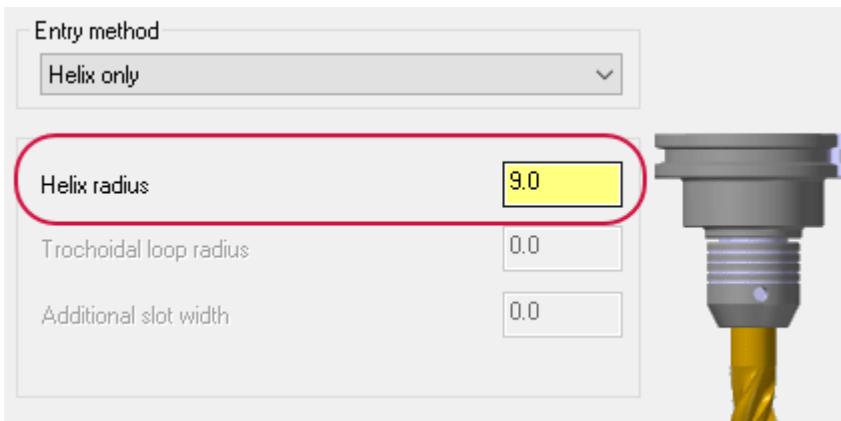 Entry method
Helix only
Helix radius 9.0
Trochoidal loop radius 0.0
Additional slot width 0.0